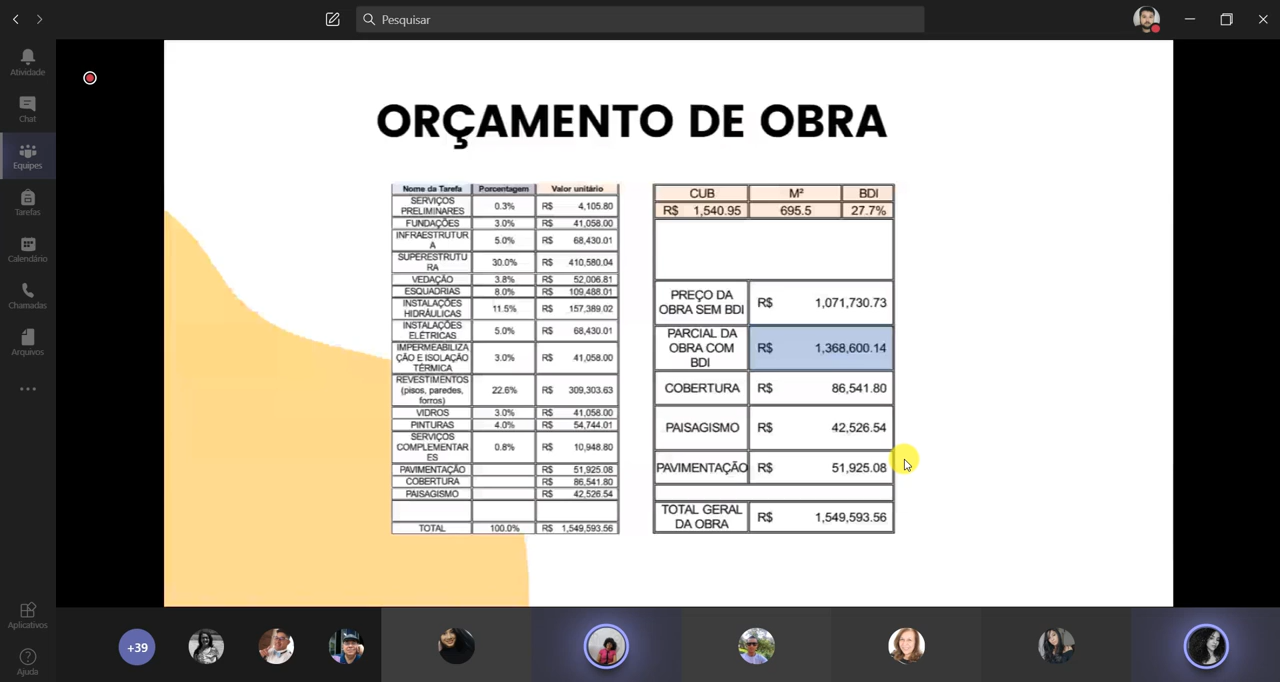 Pesquisar
Atividade
Chat
Equipes
Tarefas
Calendário
Chamadas
Arquivos
Aplicativos
Ajuda
ORÇAMENTO DE OBRA
Nome da Tarefa Porcentagem Valor unitário
SERVIÇOS
PRELIMINARES 0.3% R$ 4,105.80
FUNDAÇÕES 3.0% R$ 41,058.00
INFRAESTRUTUR
A 5.0% R$ 68,430.01
SUPERESTRUTU
RA 30.0% R$ 410,580.04
VEDAÇÃO 3.8% R$ 52,006.81
ESQUADRIAS 8.0% R$ 109,488.01
INSTALAÇÕES
HIDRÁULICAS 11.5% R$ 157,389.02
INSTALAÇÕES
ELÉTRICAS 5.0% R$ 68,430.01
IMPERMEABILIZA
ÇÃO E ISOLAÇÃO
TÉRMICA 3.0% R$ 41,058.00
REVESTIMENTOS
(pisos, paredes,
forros) 22.6% R$ 309,303.63
VIDROS 3.0% R$ 41,058.00
PINTURAS 4.0% R$ 54,744.01
SERVIÇOS
COMPLEMENTAR
ES 0.8% R$ 10,948.80
PAVIMENTAÇÃO R$ 51,925.08
COBERTURA R$ 86,541.80
PAISAGISMO R$ 42,526.54
TOTAL 100.0% R$ 1,549,593.56
CUB M² BDI
R$ 1,540.95 695.5 27.7%
PREÇO DA
OBRA SEM BDI R$ 1,071,730.73
PARCIAL DA
OBRA COM
BDI R$ 1,368,600.14
COBERTURA R$ 86,541.80
PAISAGISMO R$ 42,526.54
PAVIMENTAÇÃO R$ 51,925.08
TOTAL GERAL
DA OBRA R$ 1,549,593.56
+39